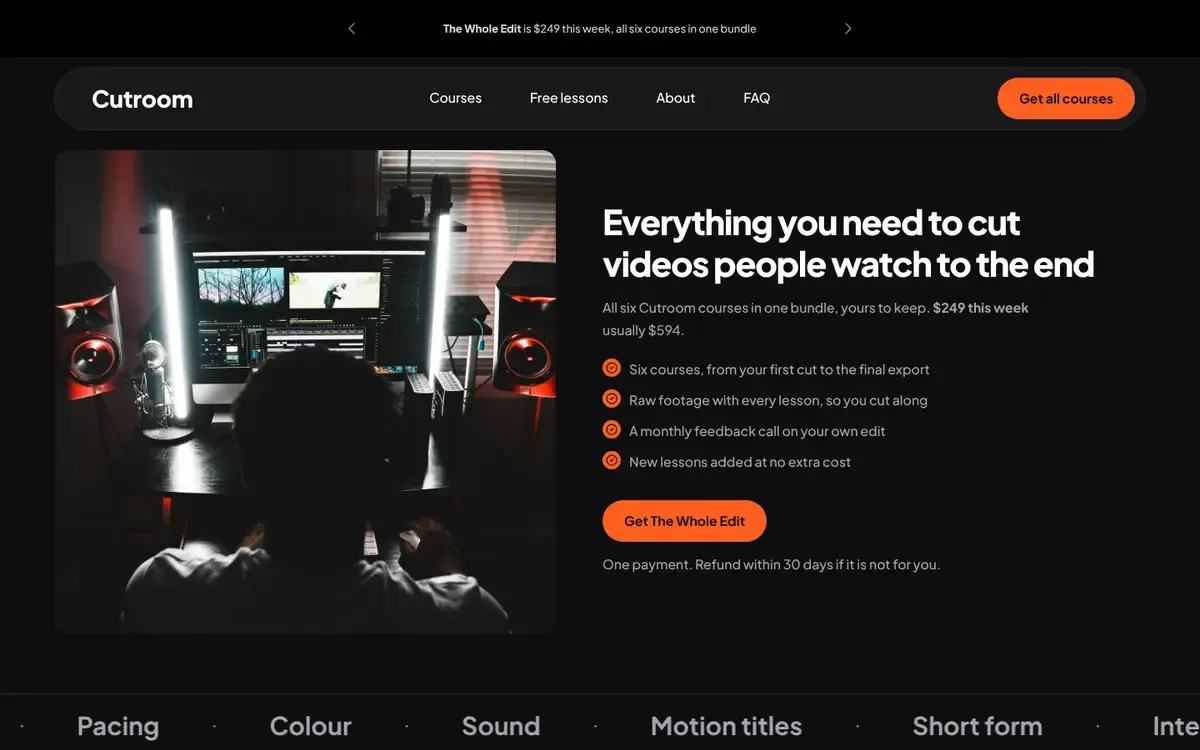 The Whole Edit is $249 this week, all six courses in one bundle
Cutroom
Courses
Free lessons
About
FAQ
Get all courses
Everything you need to cut
videos people watch to the end
All six Cutroom courses in one bundle, yours to keep. $249 this week
usually $594.
Six courses, from your first cut to the final export
Raw footage with every lesson, so you cut along
A monthly feedback call on your own edit
New lessons added at no extra cost
Get The Whole Edit
One payment. Refund within 30 days if it is not for you.
· Pacing · Colour · Sound · Motion titles · Short form · Inte